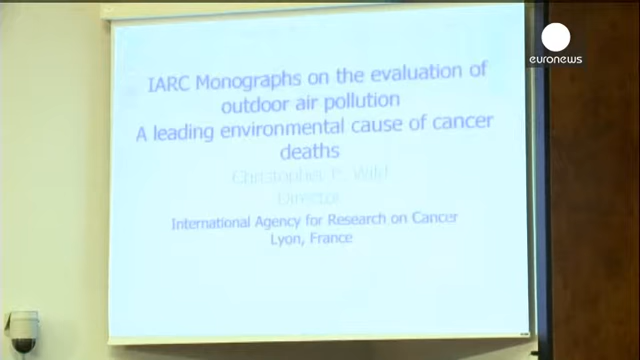 euronews
IARC Monographs on the evaluation of
outdoor air pollution
A leading environmental cause of cancer
deaths
Christopher P. Wild
Director
International Agency for Research on Cancer
Lyon, France